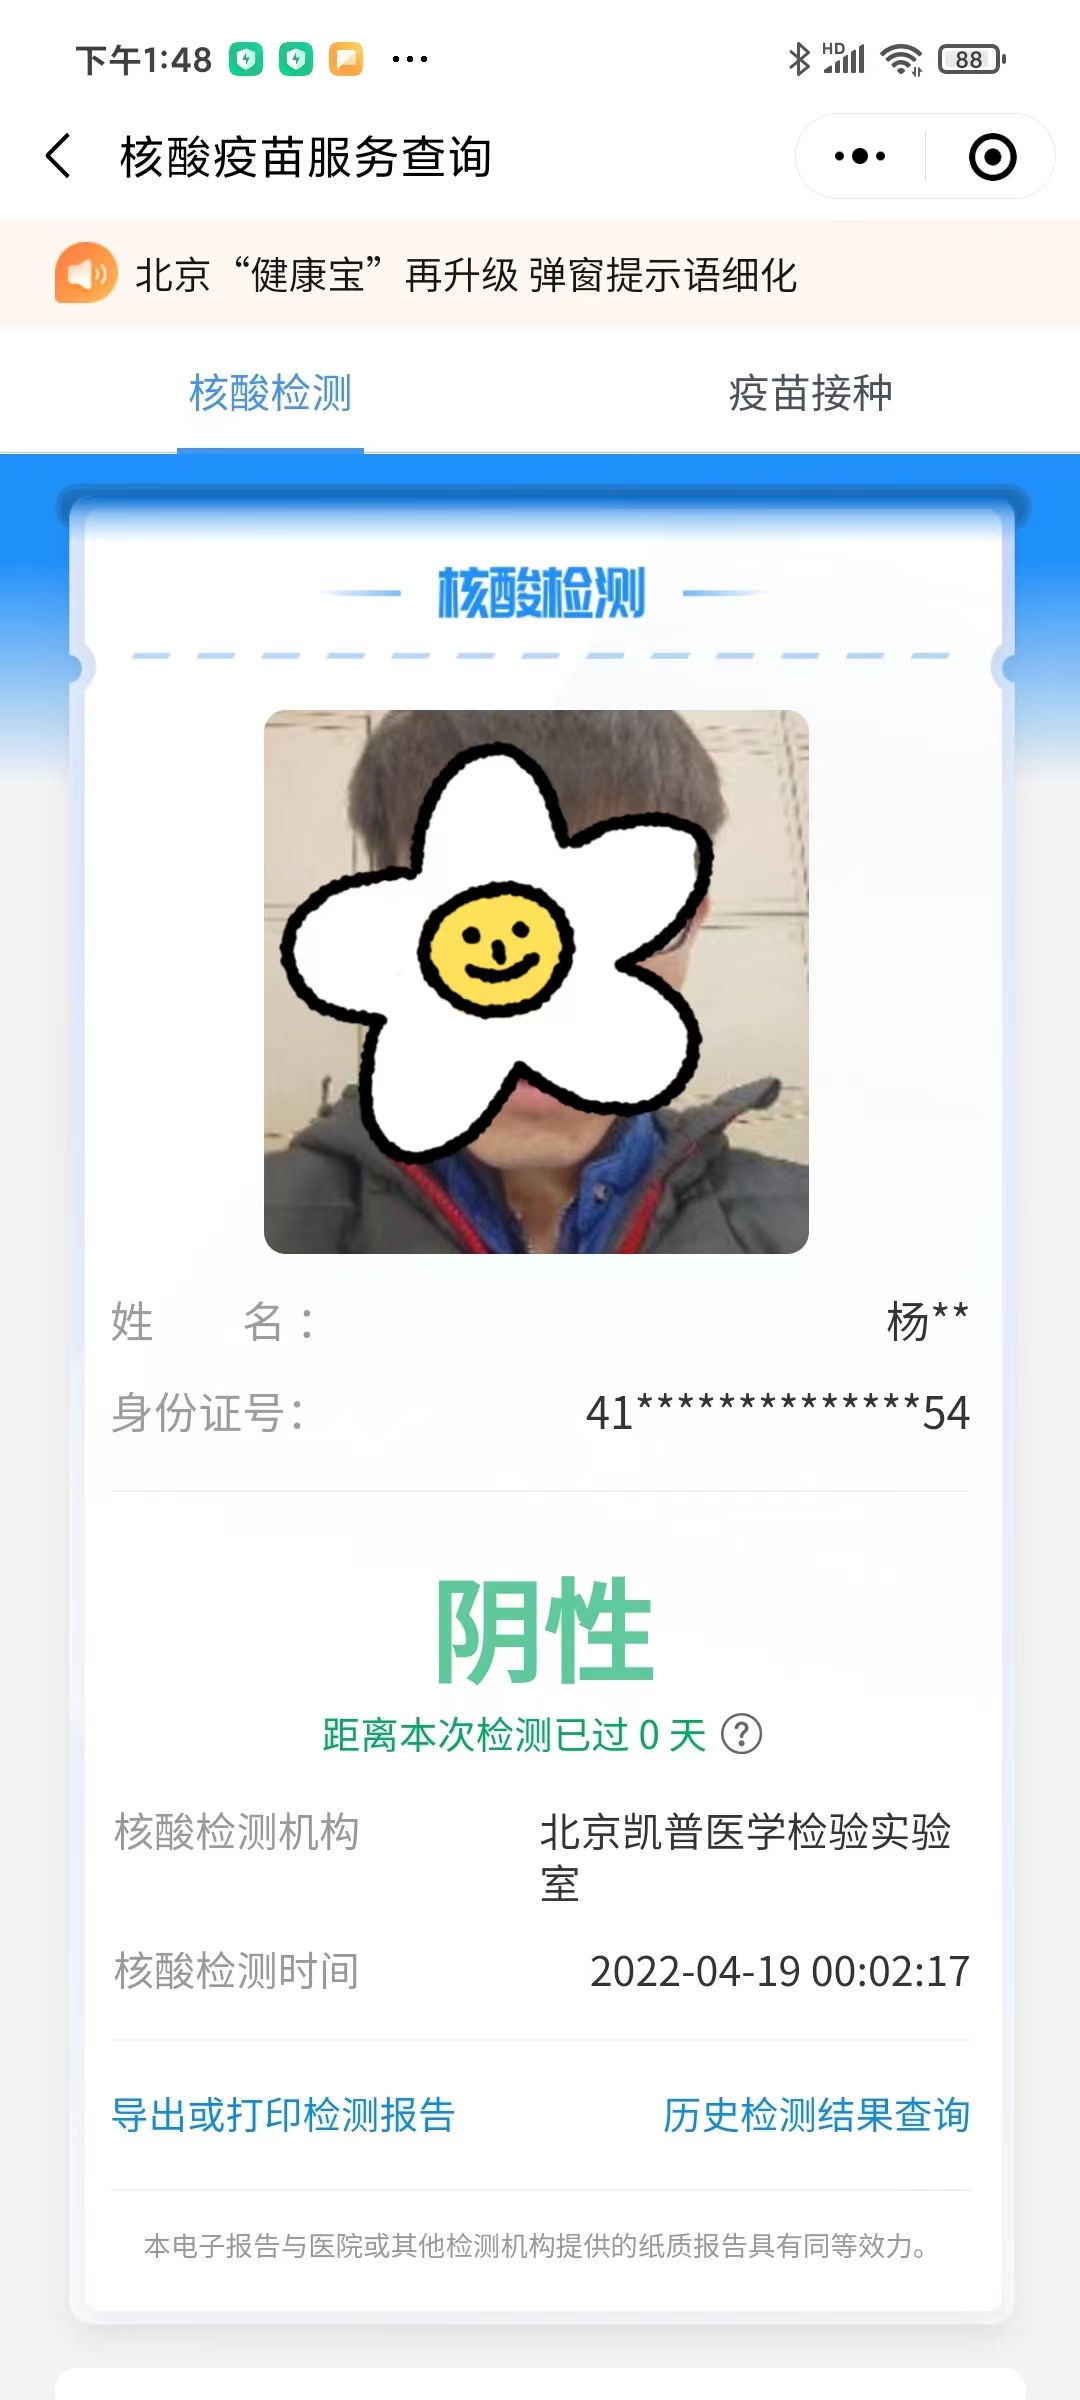 下午1:48
HD
88
核酸疫苗服务查询
北京“健康宝”再升级 弹窗提示语细化
核酸检测
疫苗接种
核酸检测
姓 名: 杨**
身份证号: 41**************54
阴性
距离本次检测已过 0 天 ?
核酸检测机构 北京凯普医学检验实验
室
核酸检测时间 2022-04-19 00:02:17
导出或打印检测报告 历史检测结果查询
本电子报告与医院或其他检测机构提供的纸质报告具有同等效力。